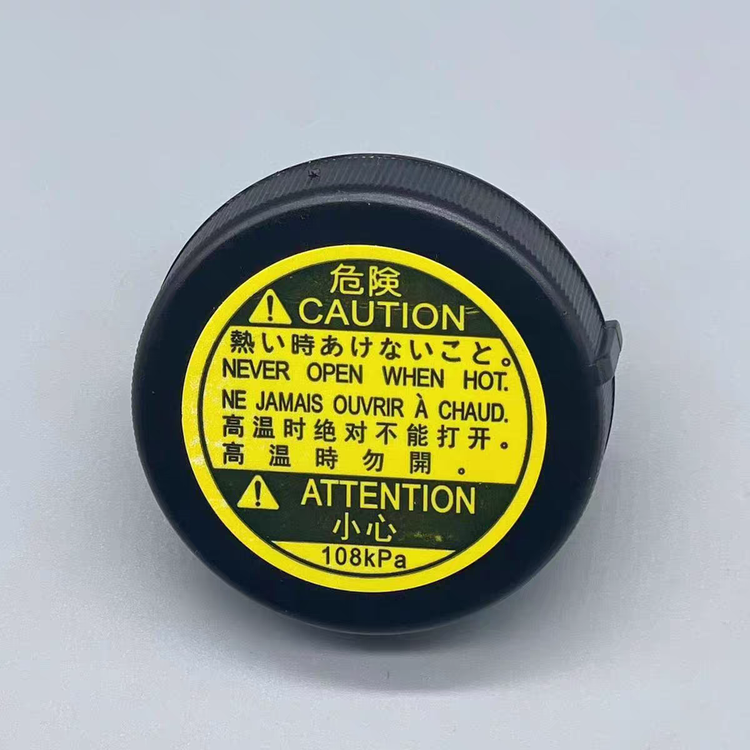 危険
CAUTION
熱い時あけないこと。
NEVER OPEN WHEN HOT.
NE JAMAIS OUVRIR À CHAUD.
高温时绝对不能打开。
高温時勿開。
ATTENTION
小心
108kPa